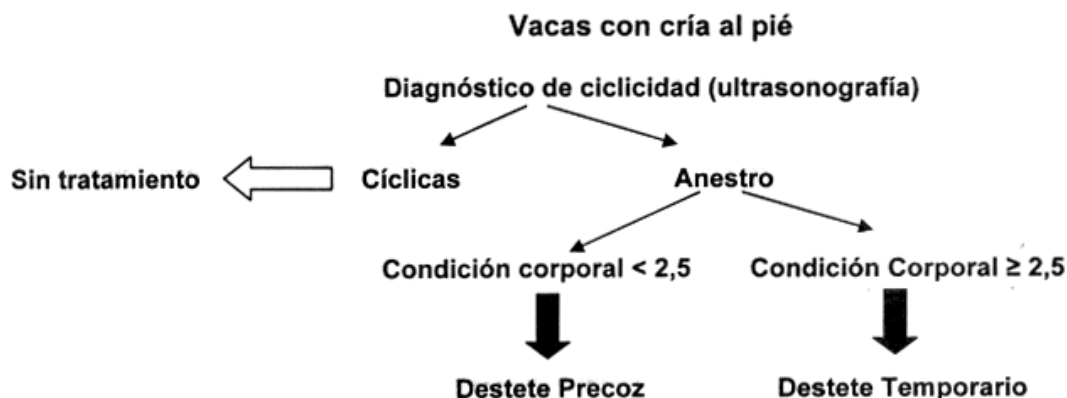 Vacas con cría al pié
Diagnóstico de ciclicidad (ultrasonografía)
Sin tratamiento
Cíclicas
Anestro
Condición corporal < 2,5
Condición Corporal ≥ 2,5
Destete Precoz
Destete Temporario